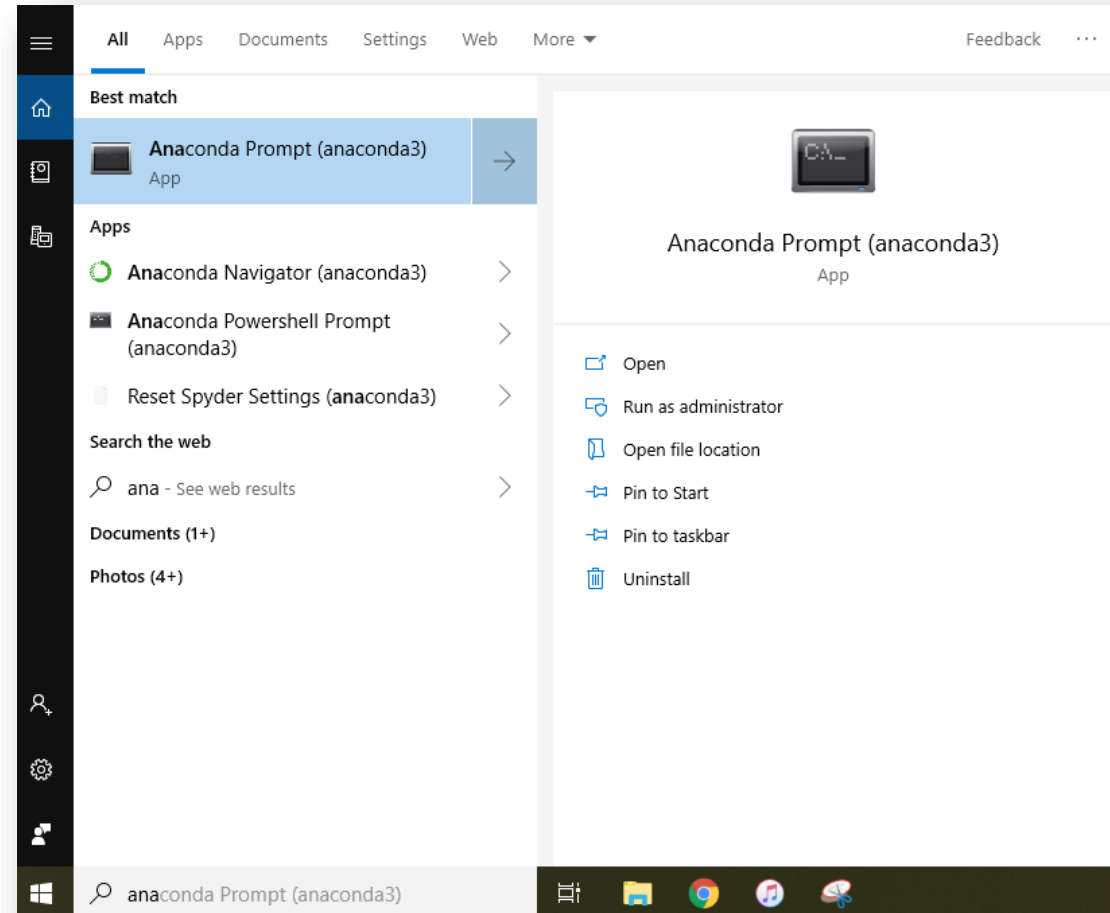 All Apps Documents Settings Web More Feedback ...
Best match
Anaconda Prompt (anaconda3)
App
Apps
Anaconda Navigator (anaconda3)
Anaconda Powershell Prompt
(anaconda3)
Reset Spyder Settings (anaconda3)
Search the web
ana - See web results
Documents (1+)
Photos (4+)
C:\_
Anaconda Prompt (anaconda3)
App
Open
Run as administrator
Open file location
Pin to Start
Pin to taskbar
Uninstall
anaconda Prompt (anaconda3)